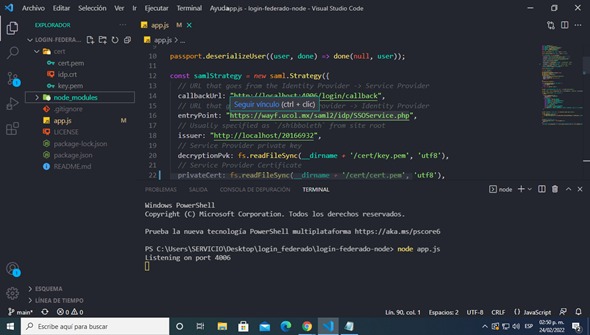 Archivo Editar Selección Ver Ir Ejecutar Terminal Ayuda
app.js - login-federado-node - Visual Studio Code
EXPLORADOR
LOGIN-FEDERAD...
cert
cert.pem
idp.crt
key.pem
node_modules
.gitignore
app.js M
LICENSE
package-lock.json
package.json
README.md
ESQUEMA
LÍNEA DE TIEMPO
app.js M
app.js > ...
10 passport.deserializeUser((user, done) => done(null, user));
11
12 const samlStrategy = new saml.Strategy({
13 // URL that goes from the Identity Provider -> Service Provider
14 callbackUrl: "http://localhost:4006/login/callback",
Seguir vínculo (ctrl + clic)
15 // URL that g
-> Identity Provider
16 entryPoint: "https://wayf.ucol.mx/saml2/idp/SSOService.php",
17 // Usually specified as `/shibboleth` from site root
18 issuer: "http://localhost/20166932",
19 // Service Provider private key
20 decryptionPvk: fs.readFileSync(__dirname + '/cert/key.pem', 'utf8'),
21 // Service Provider Certificate
22 privateCert: fs.readFileSync(__dirname + '/cert/cert.pem', 'utf8'),
PROBLEMAS SALIDA CONSOLA DE DEPURACIÓN TERMINAL
node
Windows PowerShell
Copyright (C) Microsoft Corporation. Todos los derechos reservados.
Prueba la nueva tecnología PowerShell multiplataforma https://aka.ms/pscore6
PS C:\Users\SERVICIO\Desktop\login_federado\login-federado-node> node app.js
Listening on port 4006
main* 0 0
Lín. 90, col. 1 Espacios: 2 UTF-8 CRLF {} JavaScript
Escribe aquí para buscar
ESP
02:50 p. m.
24/02/2022